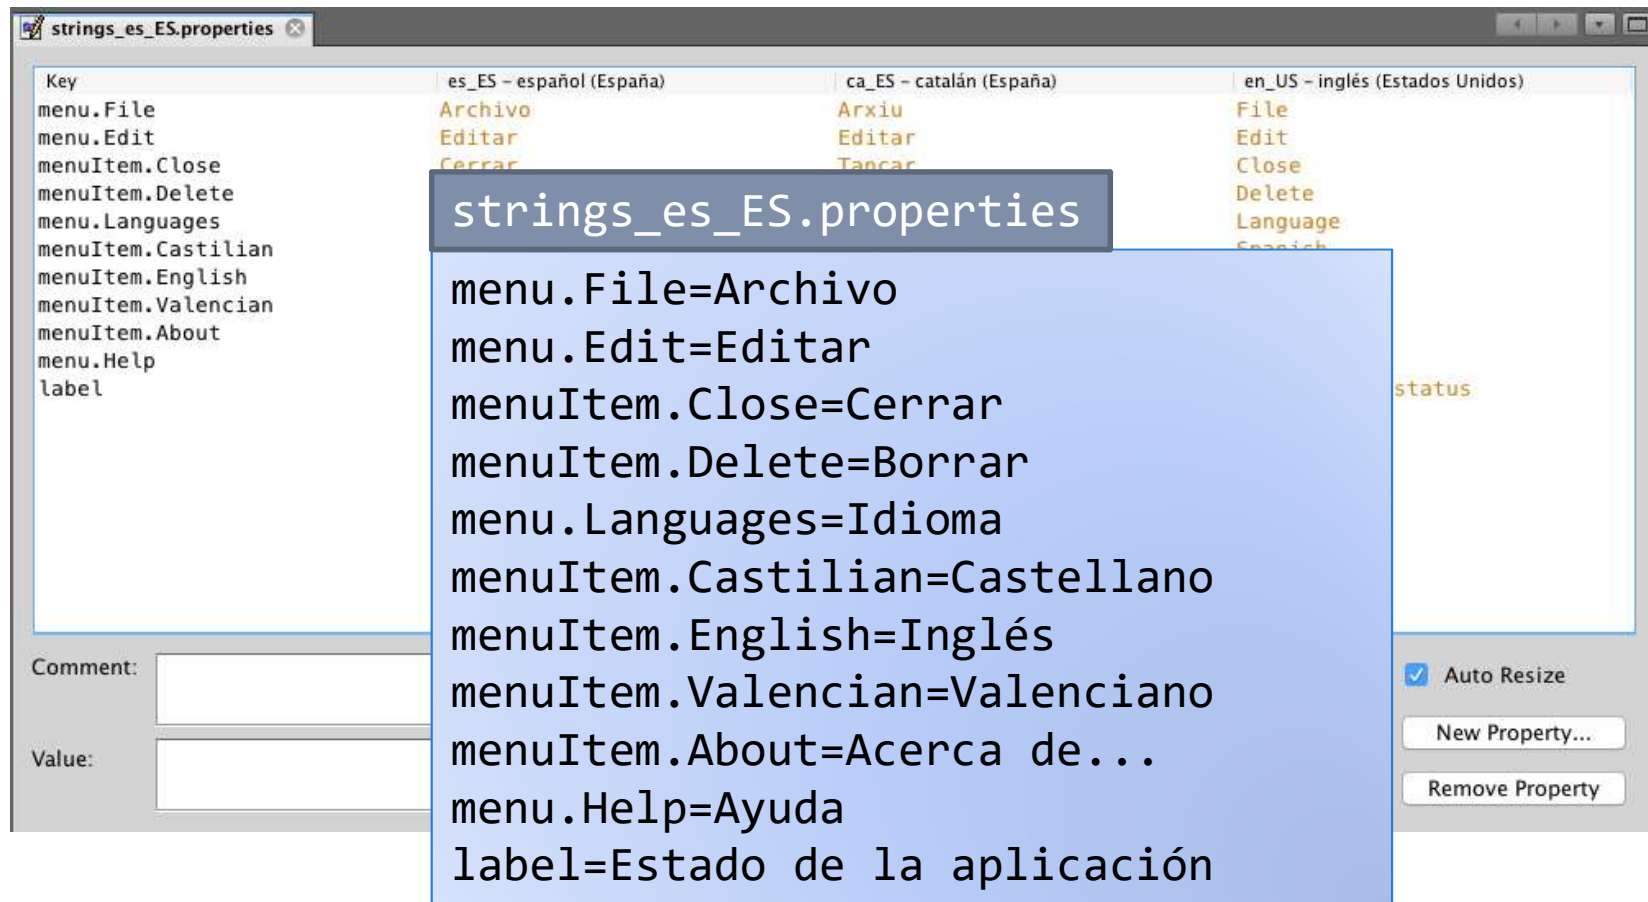 strings_es_ES.properties
Key es_ES – español (España) ca_ES – catalán (España) en_US – inglés (Estados Unidos)
menu.File Archivo Arxiu File
menu.Edit Editar Editar Edit
menuItem.Close Cerrar Tancar Close
menuItem.Delete Delete
menu.Languages Language
menuItem.Castilian Spanish
menuItem.English
menuItem.Valencian
menuItem.About
menu.Help
label status
strings_es_ES.properties
menu.File=Archivo
menu.Edit=Editar
menuItem.Close=Cerrar
menuItem.Delete=Borrar
menu.Languages=Idioma
menuItem.Castilian=Castellano
menuItem.English=Inglés
menuItem.Valencian=Valenciano
menuItem.About=Acerca de...
menu.Help=Ayuda
label=Estado de la aplicación
Comment:
Value:
Auto Resize
New Property...
Remove Property